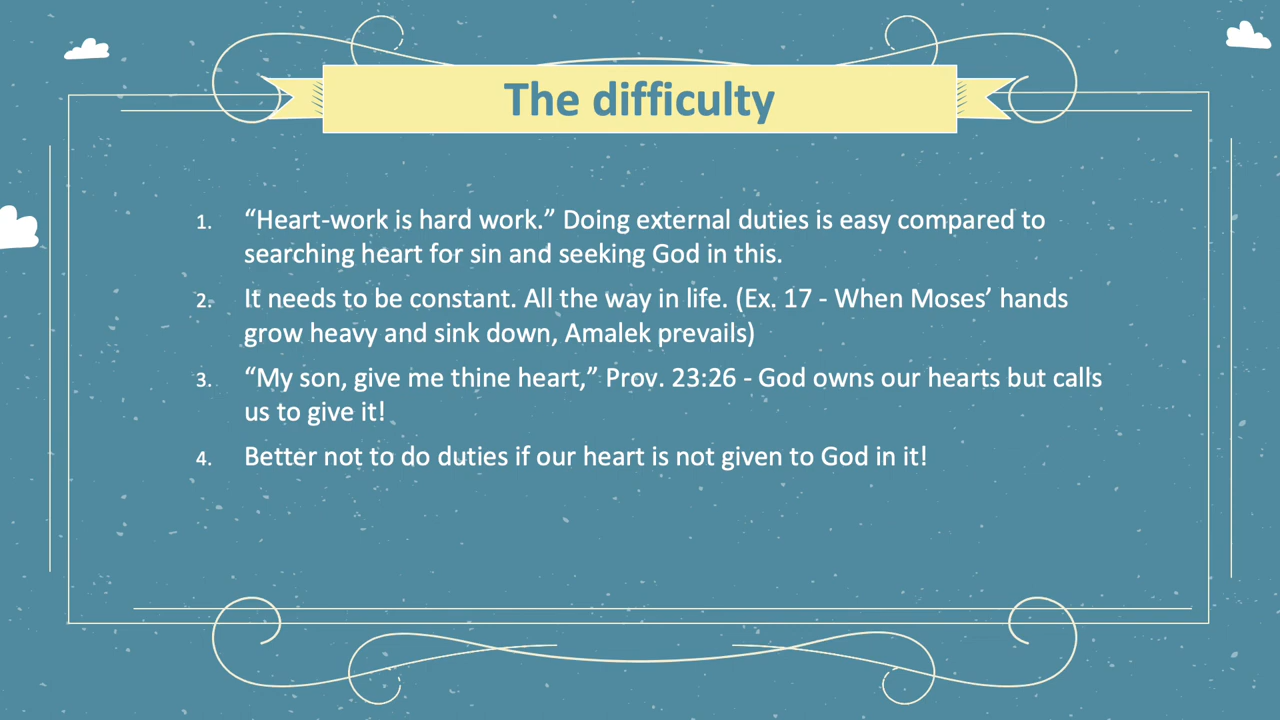 The difficulty
1. “Heart-work is hard work.” Doing external duties is easy compared to
searching heart for sin and seeking God in this.
2. It needs to be constant. All the way in life. (Ex. 17 - When Moses’ hands
grow heavy and sink down, Amalek prevails)
3. “My son, give me thine heart,” Prov. 23:26 - God owns our hearts but calls
us to give it!
4. Better not to do duties if our heart is not given to God in it!